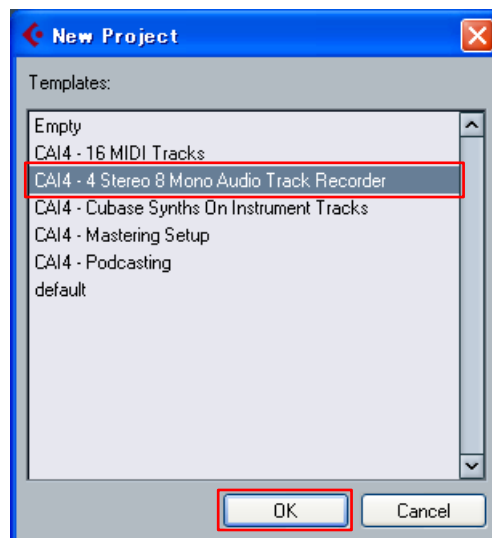 New Project
Templates:
Empty
CAI4 - 16 MIDI Tracks
CAI4 - 4 Stereo 8 Mono Audio Track Recorder
CAI4 - Cubase Synths On Instrument Tracks
CAI4 - Mastering Setup
CAI4 - Podcasting
default
OK Cancel